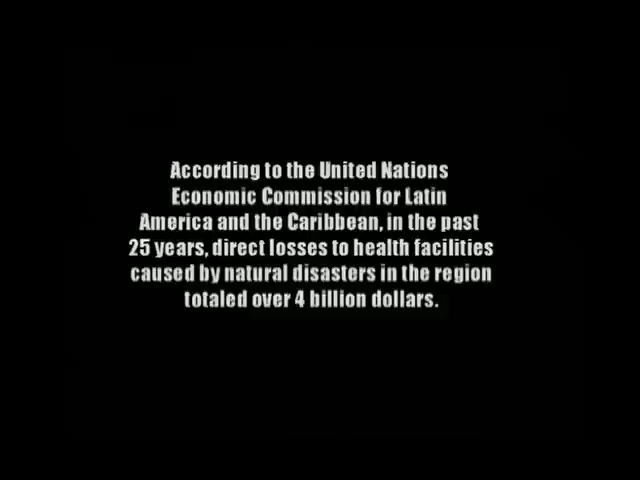 According to the United Nations
Economic Commission for Latin
America and the Caribbean, in the past
25 years, direct losses to health facilities
caused by natural disasters in the region
totaled over 4 billion dollars.